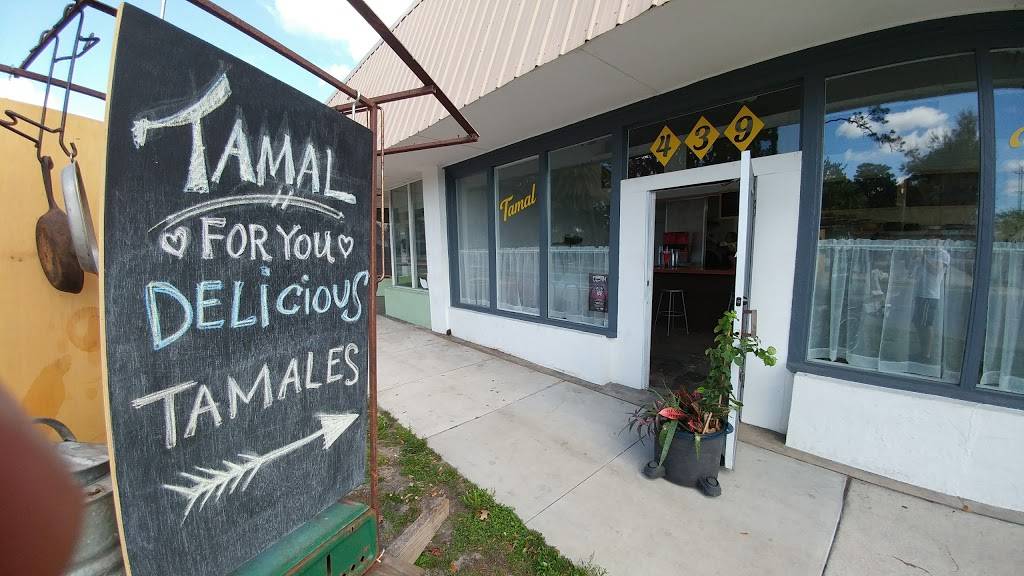 TAMAL
FOR YOU
DELiCiOUS
TAMALES
Tamal
439